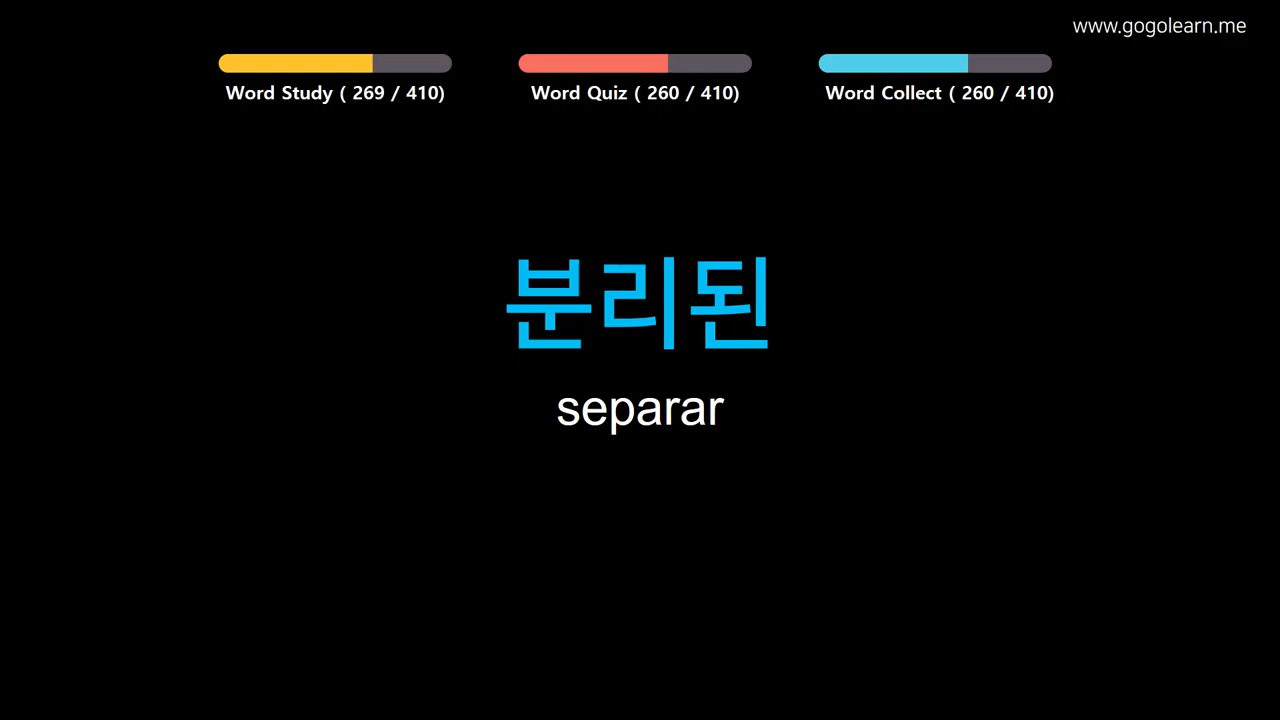 www.gogolearn.me
Word Study ( 269 / 410)
Word Quiz ( 260 / 410)
Word Collect ( 260 / 410)
분리된
separar